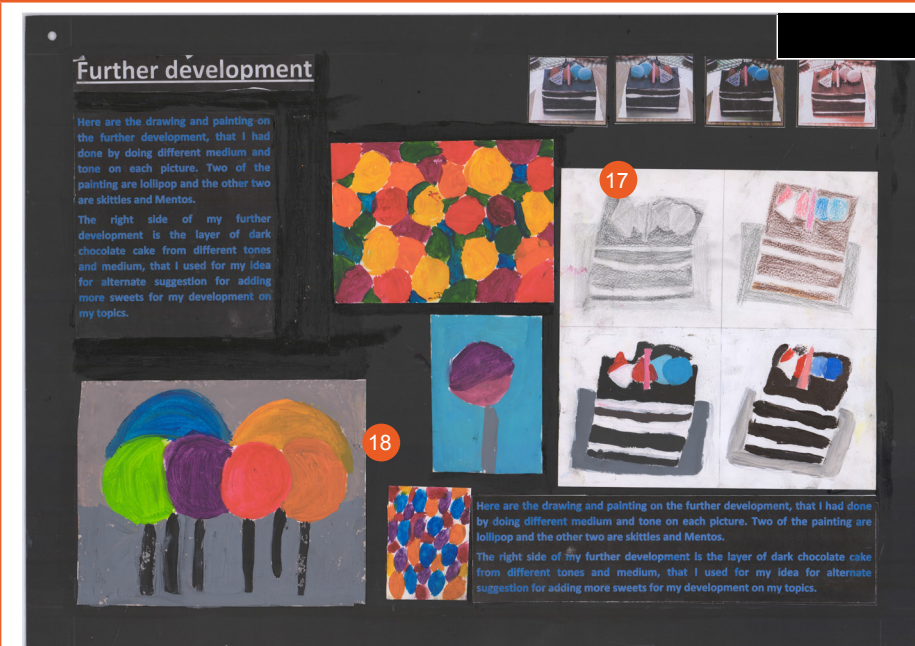 Further development
Here are the drawing and painting on
the further development, that I had
done by doing different medium and
tone on each picture. Two of the
painting are lollipop and the other two
are skittles and Mentos.
The right side of my further
development is the layer of dark
chocolate cake from different tones
and medium, that I used for my idea
for alternate suggestion for adding
more sweets for my development on
my topics.
17
18
Here are the drawing and painting on the further development, that I had done
by doing different medium and tone on each picture. Two of the painting are
lollipop and the other two are skittles and Mentos.
The right side of my further development is the layer of dark chocolate cake
from different tones and medium, that I used for my idea for alternate
suggestion for adding more sweets for my development on my topics.